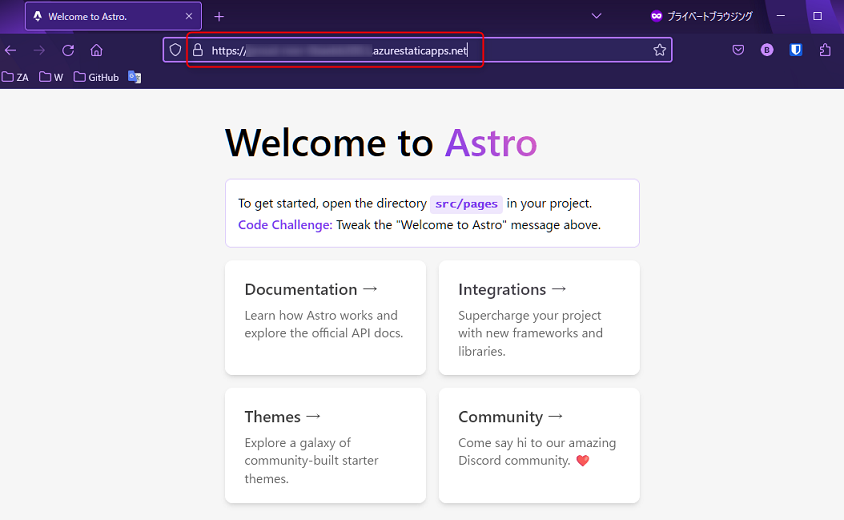 Welcome to Astro.
プライベートブラウジング
https://
.azurestaticapps.net
ZA
W
GitHub
Welcome to Astro
To get started, open the directory src/pages in your project.
Code Challenge: Tweak the "Welcome to Astro" message above.
Documentation →
Learn how Astro works and
explore the official API docs.
Integrations →
Supercharge your project
with new frameworks and
libraries.
Themes →
Explore a galaxy of
community-built starter
themes.
Community →
Come say hi to our amazing
Discord community. ❤️